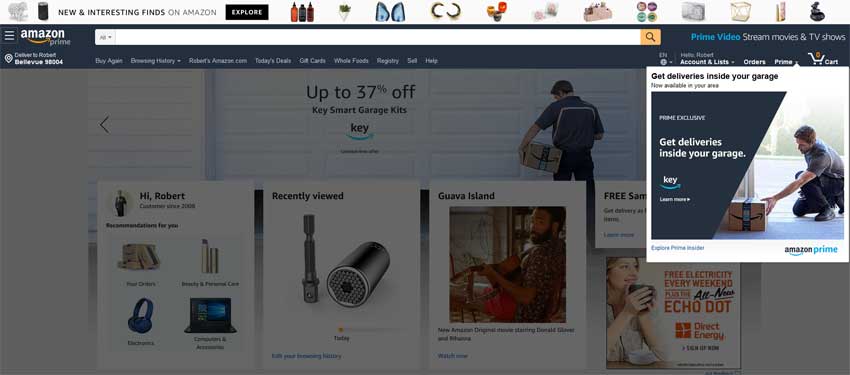 NEW & INTERESTING FINDS ON AMAZON EXPLORE
amazon prime
All
Prime Video Stream movies & TV shows
Deliver to Robert
Bellevue 98004
Buy Again Browsing History Robert's Amazon.com Today's Deals Gift Cards Whole Foods Registry Sell Help
EN
Hello, Robert
Account & Lists Orders Prime 0 Cart
Get deliveries inside your garage
Now available in your area
PRIME EXCLUSIVE
Get deliveries
inside your garage.
key
Learn more
Explore Prime Insider
amazon prime
Up to 37% off
Key Smart Garage Kits
key
Limited-time offer
Hi, Robert
Customer since 2008
Recommendations for you
Your Orders
Beauty & Personal Care
Electronics
Computers &
Accessories
Recently viewed
Today
Edit your browsing history
Guava Island
New Amazon Original movie starring Donald Glover
and Rihanna
Watch now
FREE Sam
Get delivery as
items.
Learn more
FREE ELECTRICITY
EVERY WEEKEND
PLUS THE All-New
ECHO DOT
Direct
Energy
SIGN UP NOW